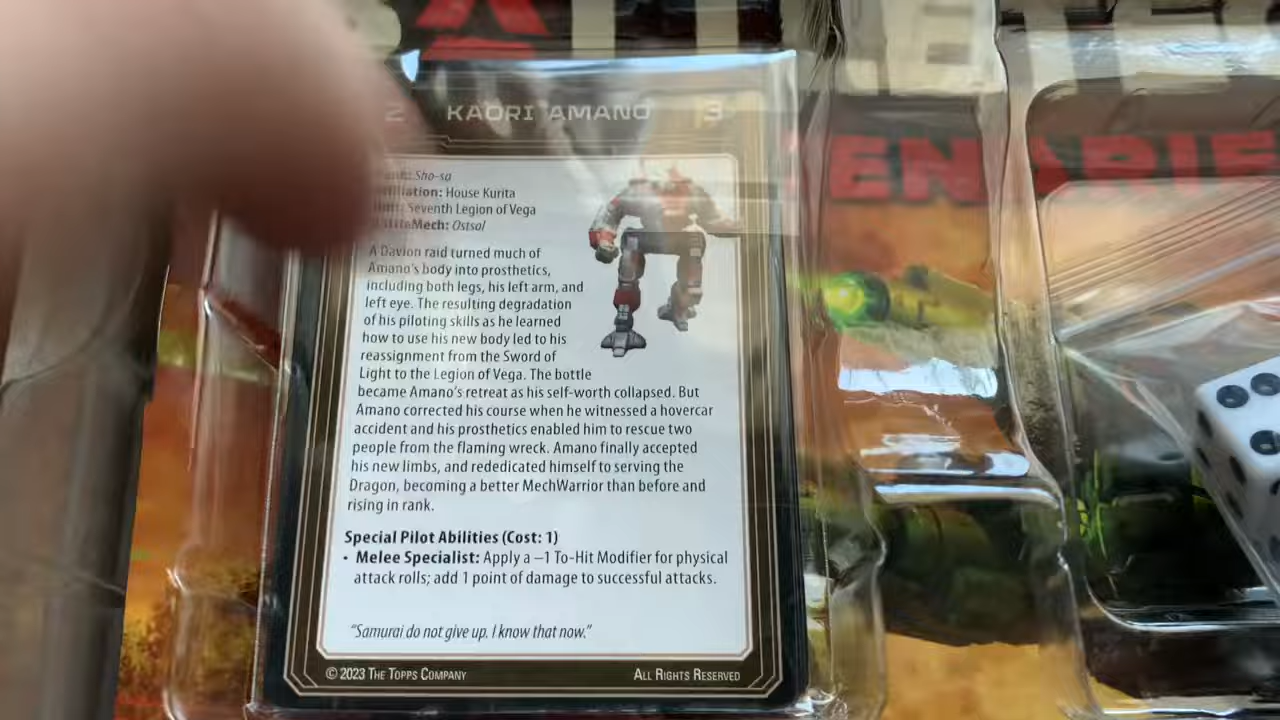 2 KAORI AMANO 3
Sho-sa
House Kurita
Seventh Legion of Vega
Mech: Ostsol
A Davion raid turned much of
Amano's body into prosthetics,
including both legs, his left arm, and
left eye. The resulting degradation
of his piloting skills as he learned
how to use his new body led to his
reassignment from the Sword of
Light to the Legion of Vega. The bottle
became Amano's retreat as his self-worth collapsed. But
Amano corrected his course when he witnessed a hovercar
accident and his prosthetics enabled him to rescue two
people from the flaming wreck. Amano finally accepted
his new limbs, and rededicated himself to serving the
Dragon, becoming a better MechWarrior than before and
rising in rank.
Special Pilot Abilities (Cost: 1)
• Melee Specialist: Apply a –1 To-Hit Modifier for physical
attack rolls; add 1 point of damage to successful attacks.
"Samurai do not give up. I know that now."
© 2023 THE TOPPS COMPANY ALL RIGHTS RESERVED
ENARIE